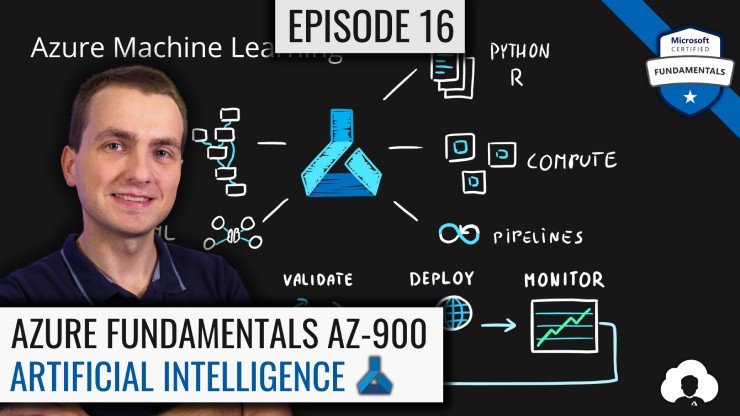 EPISODE 16
Azure Machine Learning
Microsoft
CERTIFIED
FUNDAMENTALS
PYTHON
R
COMPUTE
ML
PIPELINES
VALIDATE
DEPLOY
MONITOR
AZURE FUNDAMENTALS AZ-900
ARTIFICIAL INTELLIGENCE